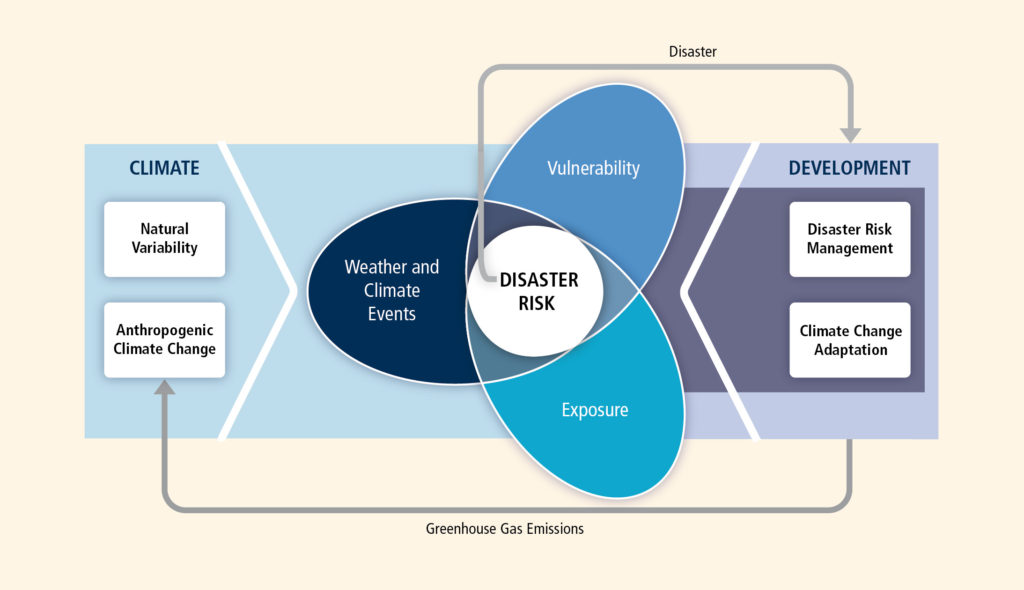 Disaster
CLIMATE
Natural
Variability
Anthropogenic
Climate Change
Weather and
Climate
Events
Vulnerability
DISASTER
RISK
Exposure
DEVELOPMENT
Disaster Risk
Management
Climate Change
Adaptation
Greenhouse Gas Emissions